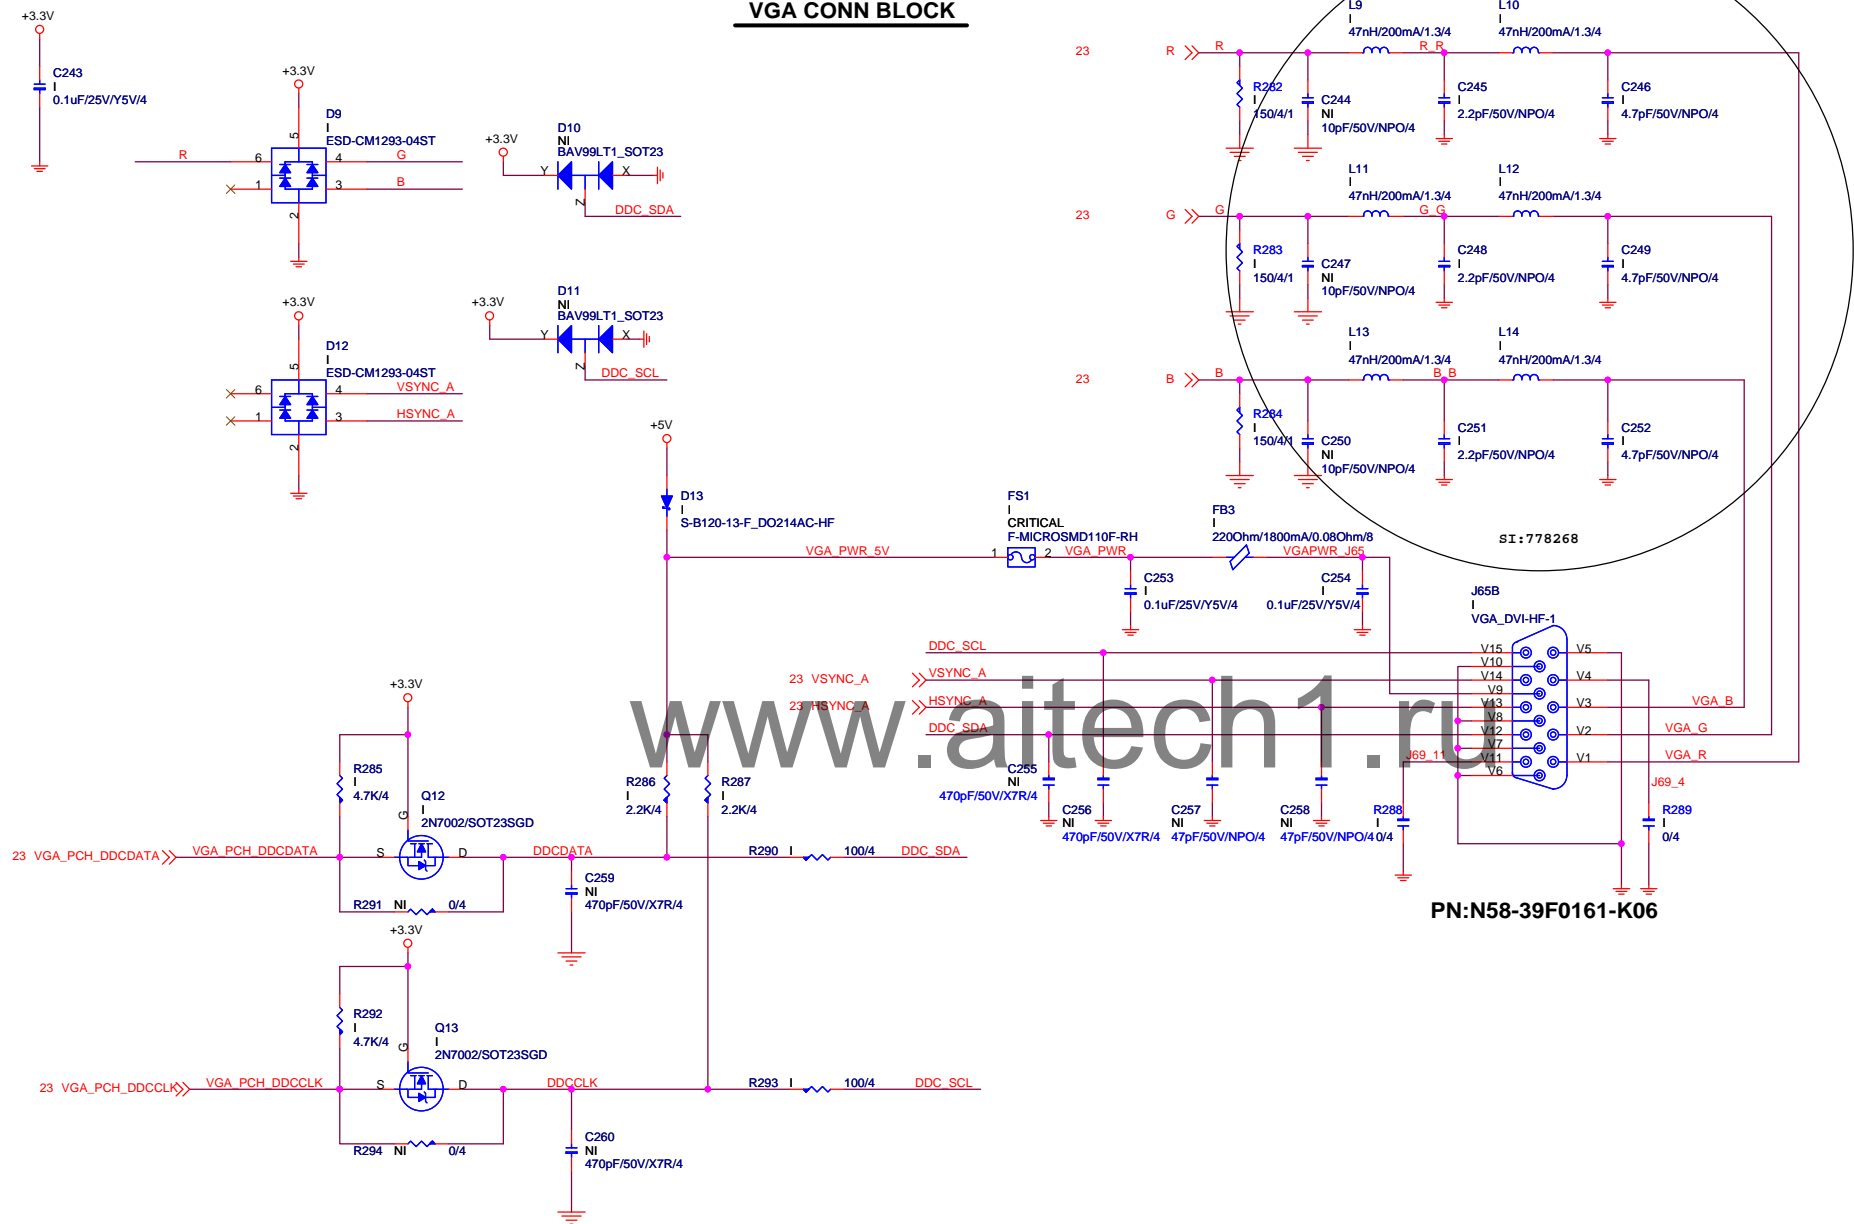 VGA CONN BLOCK
+3.3V
C243
I
0.1uF/25V/Y5V/4
+3.3V
D9
I
ESD-CM1293-04ST
R
6
5
4
G
1
3
B
2
+3.3V
D10
NI
BAV99LT1_SOT23
Y
X
Z
DDC_SDA
+3.3V
D12
I
ESD-CM1293-04ST
6
5
4
VSYNC_A
1
3
HSYNC_A
2
+3.3V
D11
NI
BAV99LT1_SOT23
Y
X
Z
DDC_SCL
L9
I
47nH/200mA/1.3/4
L10
I
47nH/200mA/1.3/4
23
R
R
R_R
R282
I
150/4/1
C244
NI
10pF/50V/NPO/4
C245
I
2.2pF/50V/NPO/4
C246
I
4.7pF/50V/NPO/4
L11
I
47nH/200mA/1.3/4
L12
I
47nH/200mA/1.3/4
23
G
G
G_G
R283
I
150/4/1
C247
NI
10pF/50V/NPO/4
C248
I
2.2pF/50V/NPO/4
C249
I
4.7pF/50V/NPO/4
L13
I
47nH/200mA/1.3/4
L14
I
47nH/200mA/1.3/4
23
B
B
B_B
R284
I
150/4/1
C250
NI
10pF/50V/NPO/4
C251
I
2.2pF/50V/NPO/4
C252
I
4.7pF/50V/NPO/4
SI:778268
+5V
D13
I
S-B120-13-F_DO214AC-HF
VGA_PWR_5V
FS1
I
CRITICAL
F-MICROSMD110F-RH
1
2
VGA_PWR
FB3
I
220Ohm/1800mA/0.08Ohm/8
VGAPWR_J65
C253
I
0.1uF/25V/Y5V/4
C254
I
0.1uF/25V/Y5V/4
J65B
I
VGA_DVI-HF-1
DDC_SCL
23 VSYNC_A
VSYNC_A
23 HSYNC_A
HSYNC_A
DDC_SDA
V15
V10
V14
V9
V13
V8
V12
V7
V11
V6
V5
V4
V3
V2
V1
VGA_B
VGA_G
VGA_R
J69_11
J69_4
www.aitech1.ru
C255
NI
470pF/50V/X7R/4
C256
NI
470pF/50V/X7R/4
C257
NI
47pF/50V/NPO/4
C258
NI
47pF/50V/NPO/4
R288
I
0/4
R289
I
0/4
PN:N58-39F0161-K06
+3.3V
R285
I
4.7K/4
Q12
I
2N7002/SOT23SGD
G
S
D
R286
I
2.2K/4
R287
I
2.2K/4
23 VGA_PCH_DDCDATA
VGA_PCH_DDCDATA
DDCDATA
R290 I 100/4
DDC_SDA
R291 NI 0/4
C259
NI
470pF/50V/X7R/4
+3.3V
R292
I
4.7K/4
Q13
I
2N7002/SOT23SGD
G
S
D
23 VGA_PCH_DDCCLK
VGA_PCH_DDCCLK
DDCCLK
R293 I 100/4
DDC_SCL
R294 NI 0/4
C260
NI
470pF/50V/X7R/4